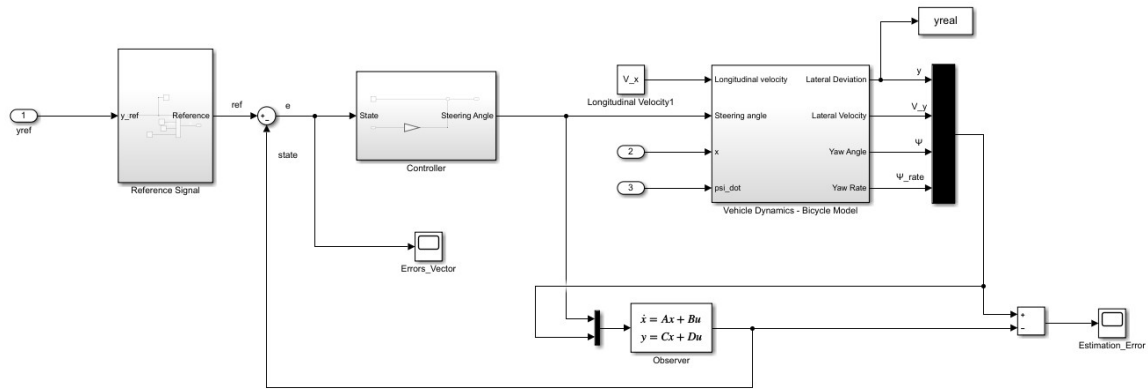 yreal
1
yref
y_ref
Reference
Reference Signal
ref
+
−
e
state
State
Steering Angle
Controller
Errors_Vector
V_x
Longitudinal Velocity1
2
3
Longitudinal velocity
Steering angle
x
psi_dot
Lateral Deviation
Lateral Velocity
Yaw Angle
Yaw Rate
Vehicle Dynamics - Bicycle Model
y
V_y
Ψ
Ψ_rate
ẋ = Ax + Bu
y = Cx + Du
Observer
+
−
Estimation_Error